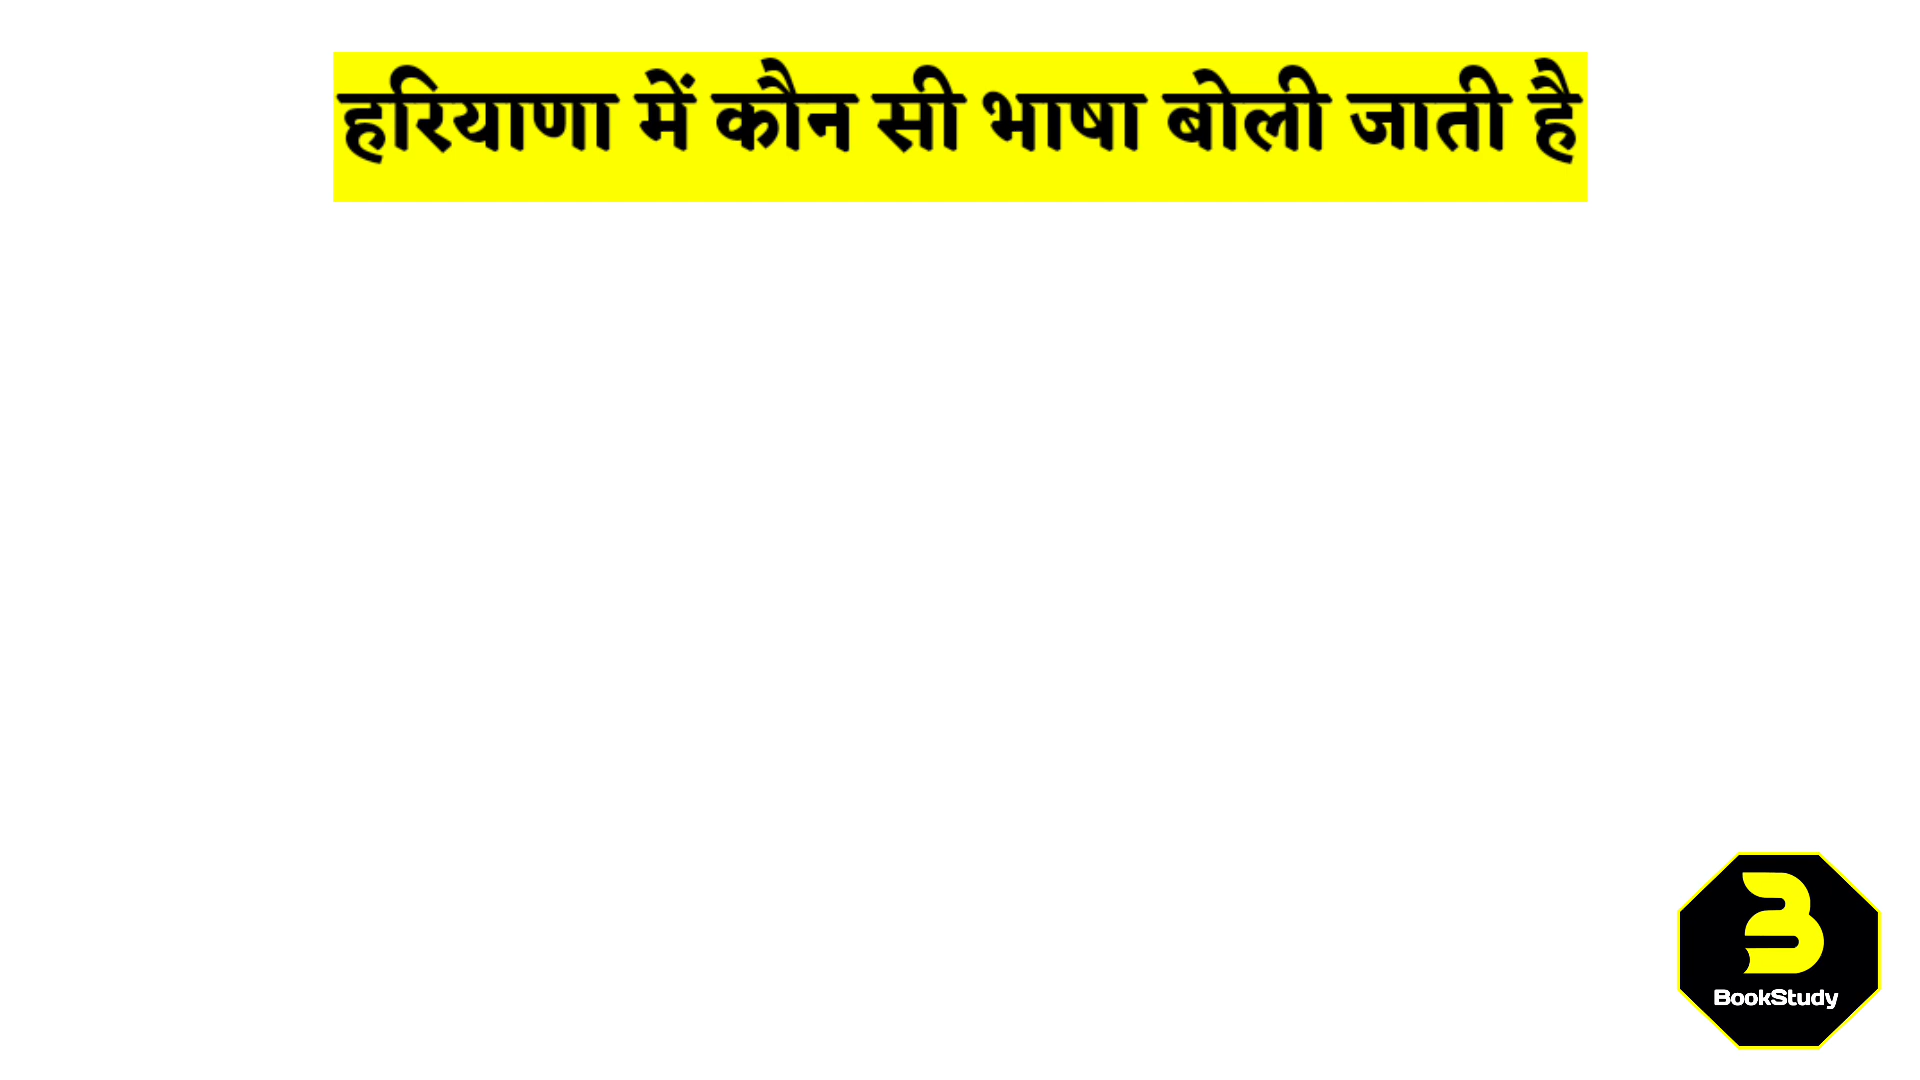 हरियाणा में कौन सी भाषा बोली जाती है
BookStudy